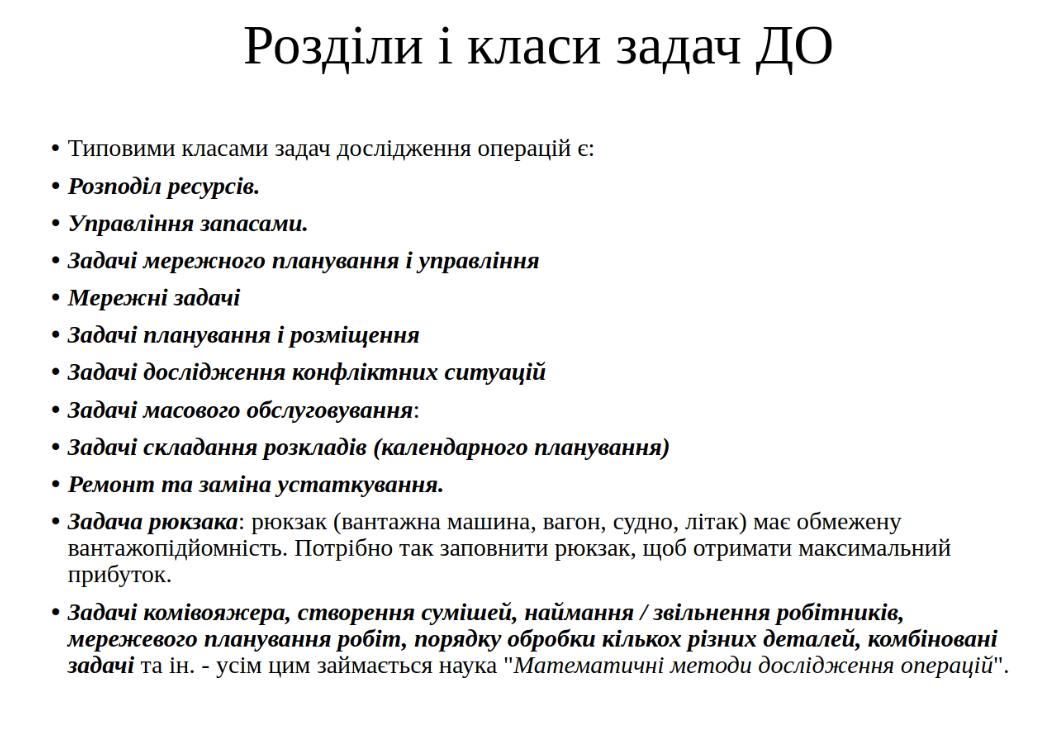 Розділи і класи задач ДО
• Типовими класами задач дослідження операцій є:
• Розподіл ресурсів.
• Управління запасами.
• Задачі мережного планування і управління
• Мережні задачі
• Задачі планування і розміщення
• Задачі дослідження конфліктних ситуацій
• Задачі масового обслуговування:
• Задачі складання розкладів (календарного планування)
• Ремонт та заміна устаткування.
• Задача рюкзака: рюкзак (вантажна машина, вагон, судно, літак) має обмежену
вантажопідйомність. Потрібно так заповнити рюкзак, щоб отримати максимальний
прибуток.
• Задачі комівояжера, створення сумішей, наймання / звільнення робітників,
мережевого планування робіт, порядку обробки кількох різних деталей, комбіновані
задачі та ін. - усім цим займається наука "Математичні методи дослідження операцій".